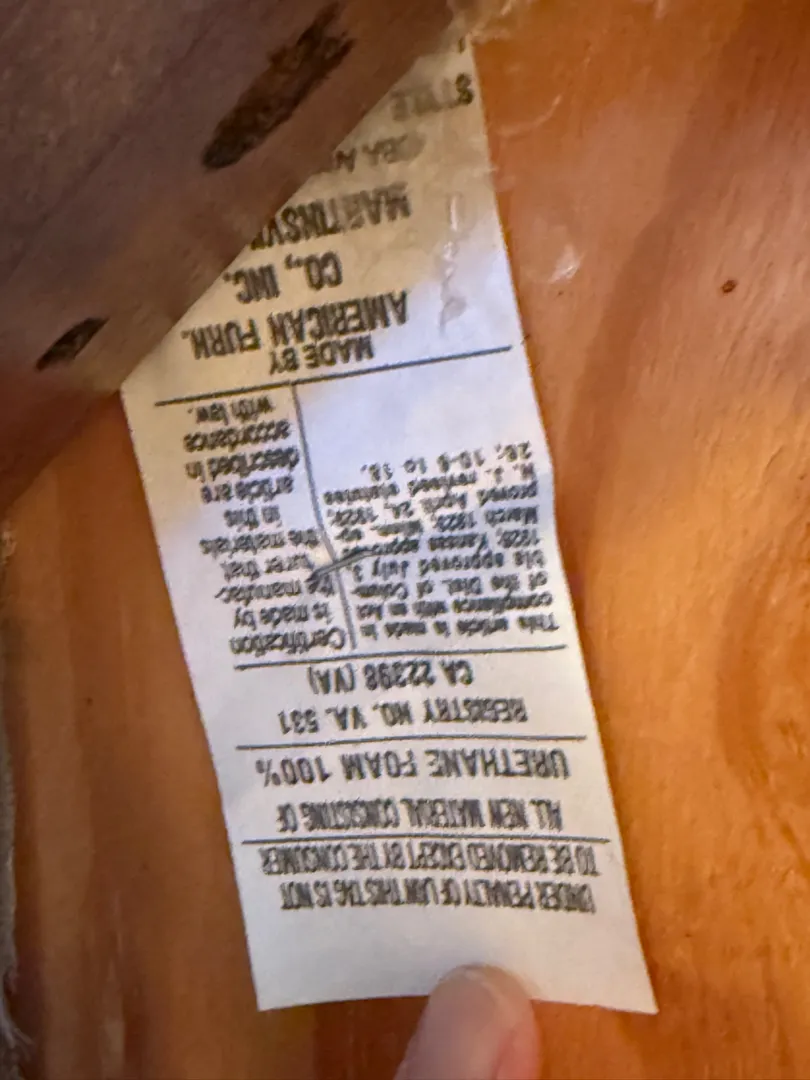 UNDER PENALTY OF LAW THIS TAG IS NOT
TO BE REMOVED EXCEPT BY THE CONSUMER
ALL NEW MATERIAL CONSISTING OF
URETHANE FOAM 100%
REGISTRY NO. VA. 531
CA 22398 (VA)
This article is made in
compliance with an Act
of the Dist. of Colum-
bia approved July 3,
1926; Kansas approved
March 1923; Minn. ap-
proved April 24, 1929;
N. J. revised statutes
26; 10-6 to 18.
Certification
is made by
the manufac-
turer that
the materials
in this
article are
described in
accordance
with law.
MADE BY
AMERICAN FURN.
CO., INC.
MARTINSV
STYLE